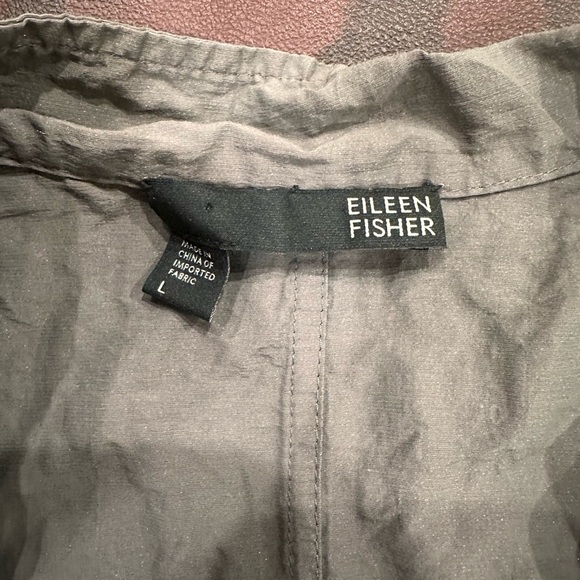 EILEEN
FISHER
MADE IN
CHINA OF
IMPORTED
FABRIC
L